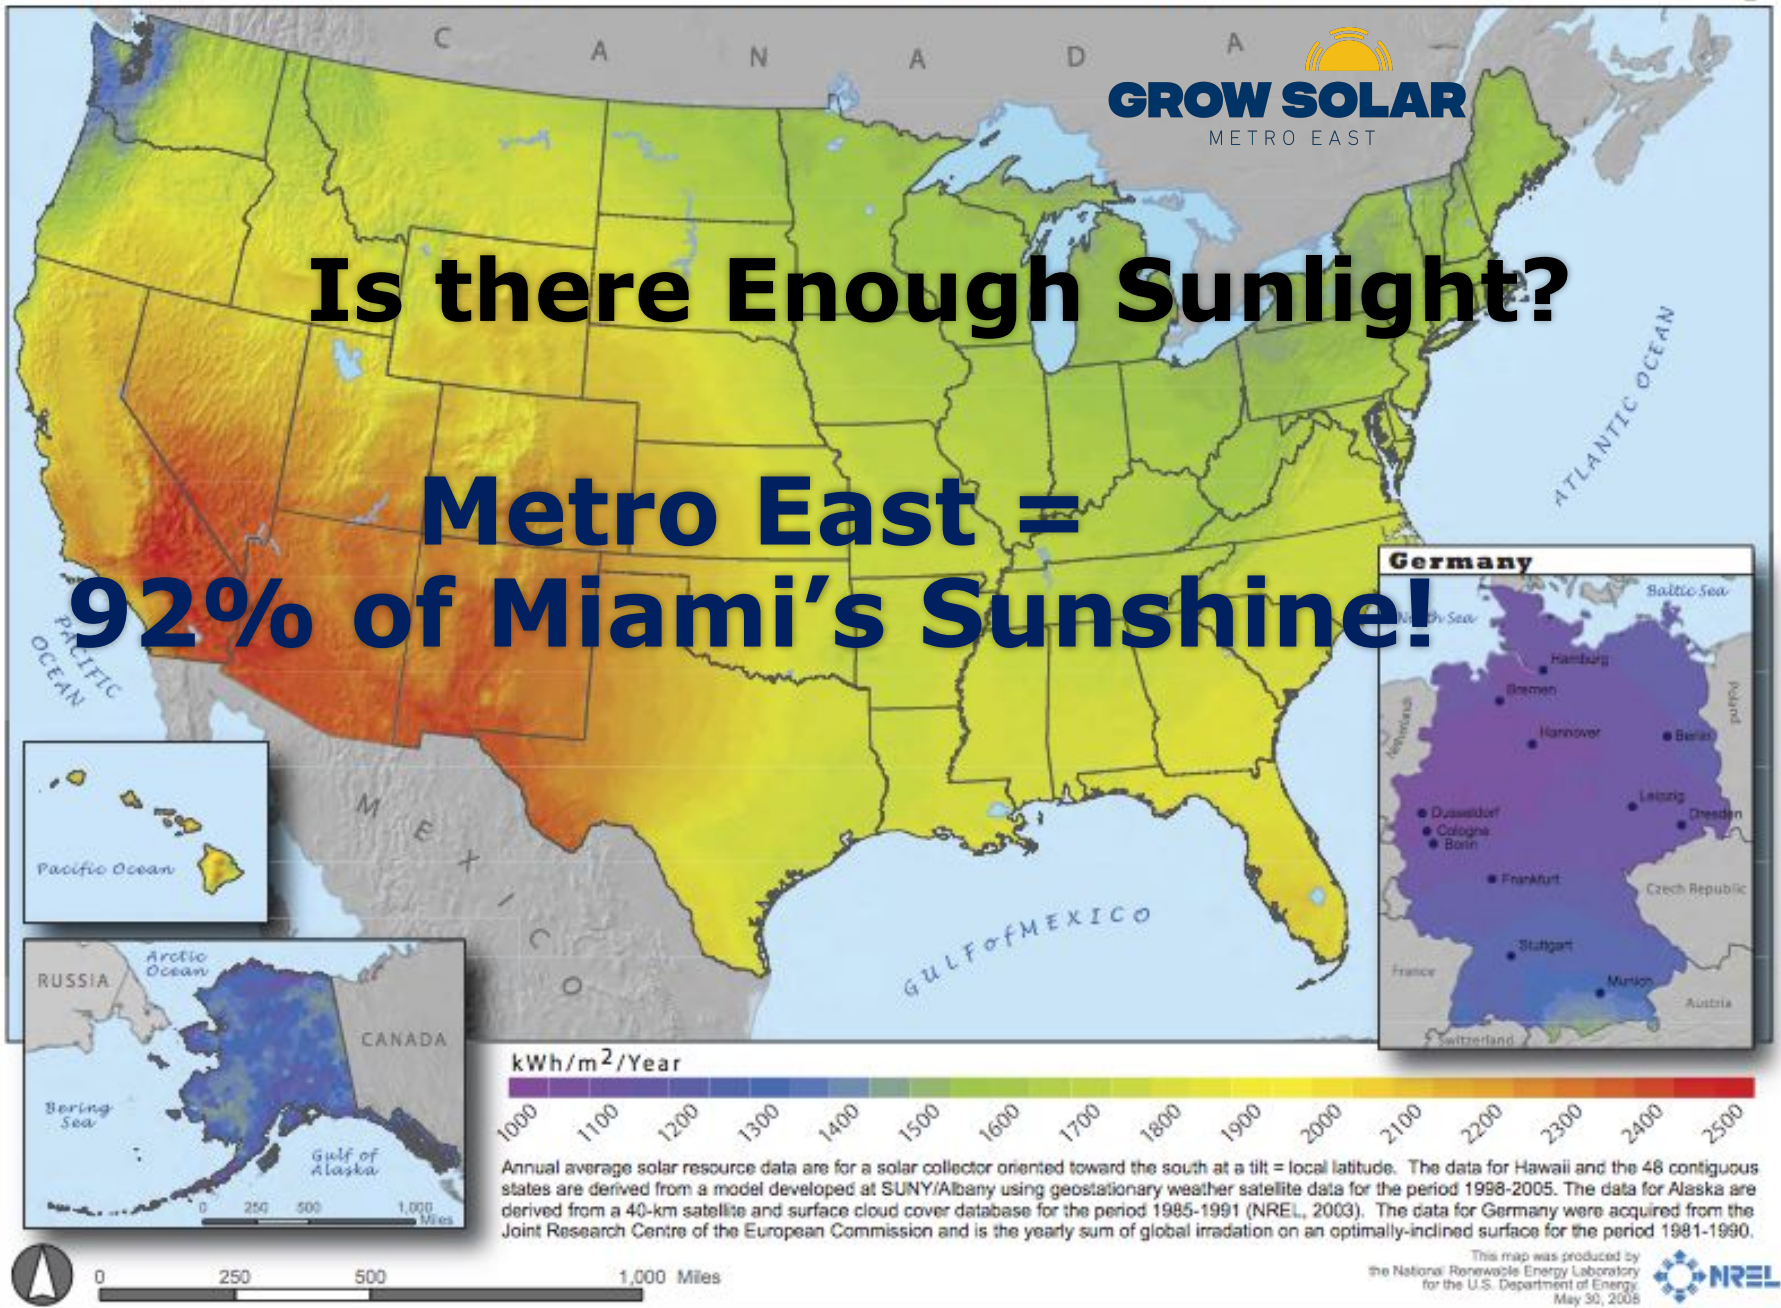 C A N A D A
GROW SOLAR
METRO EAST
Is there Enough Sunlight?
ATLANTIC OCEAN
Metro East =
92% of Miami’s Sunshine!
PACIFIC
OCEAN
Germany
Baltic Sea
North Sea
Hamburg
Bremen
Poland
Netherlands
Hannover
Berlin
Leipzig
Dusseldorf
Dresden
Cologne
Bonn
Frankfurt
Czech Republic
Stuttgart
France
Munich
Austria
Switzerland
M E X I C O
GULF of MEXICO
Pacific Ocean
Arctic
Ocean
RUSSIA
CANADA
Bering
Sea
Gulf of
Alaska
0 250 500 1,000
Miles
kWh/m²/Year
1000 1100 1200 1300 1400 1500 1600 1700 1800 1900 2000 2100 2200 2300 2400 2500
Annual average solar resource data are for a solar collector oriented toward the south at a tilt = local latitude. The data for Hawaii and the 48 contiguous
states are derived from a model developed at SUNY/Albany using geostationary weather satellite data for the period 1998-2005. The data for Alaska are
derived from a 40-km satellite and surface cloud cover database for the period 1985-1991 (NREL, 2003). The data for Germany were acquired from the
Joint Research Centre of the European Commission and is the yearly sum of global irradation on an optimally-inclined surface for the period 1981-1990.
0 250 500 1,000 Miles
This map was produced by
the National Renewable Energy Laboratory
for the U.S. Department of Energy.
May 30, 2008
NREL